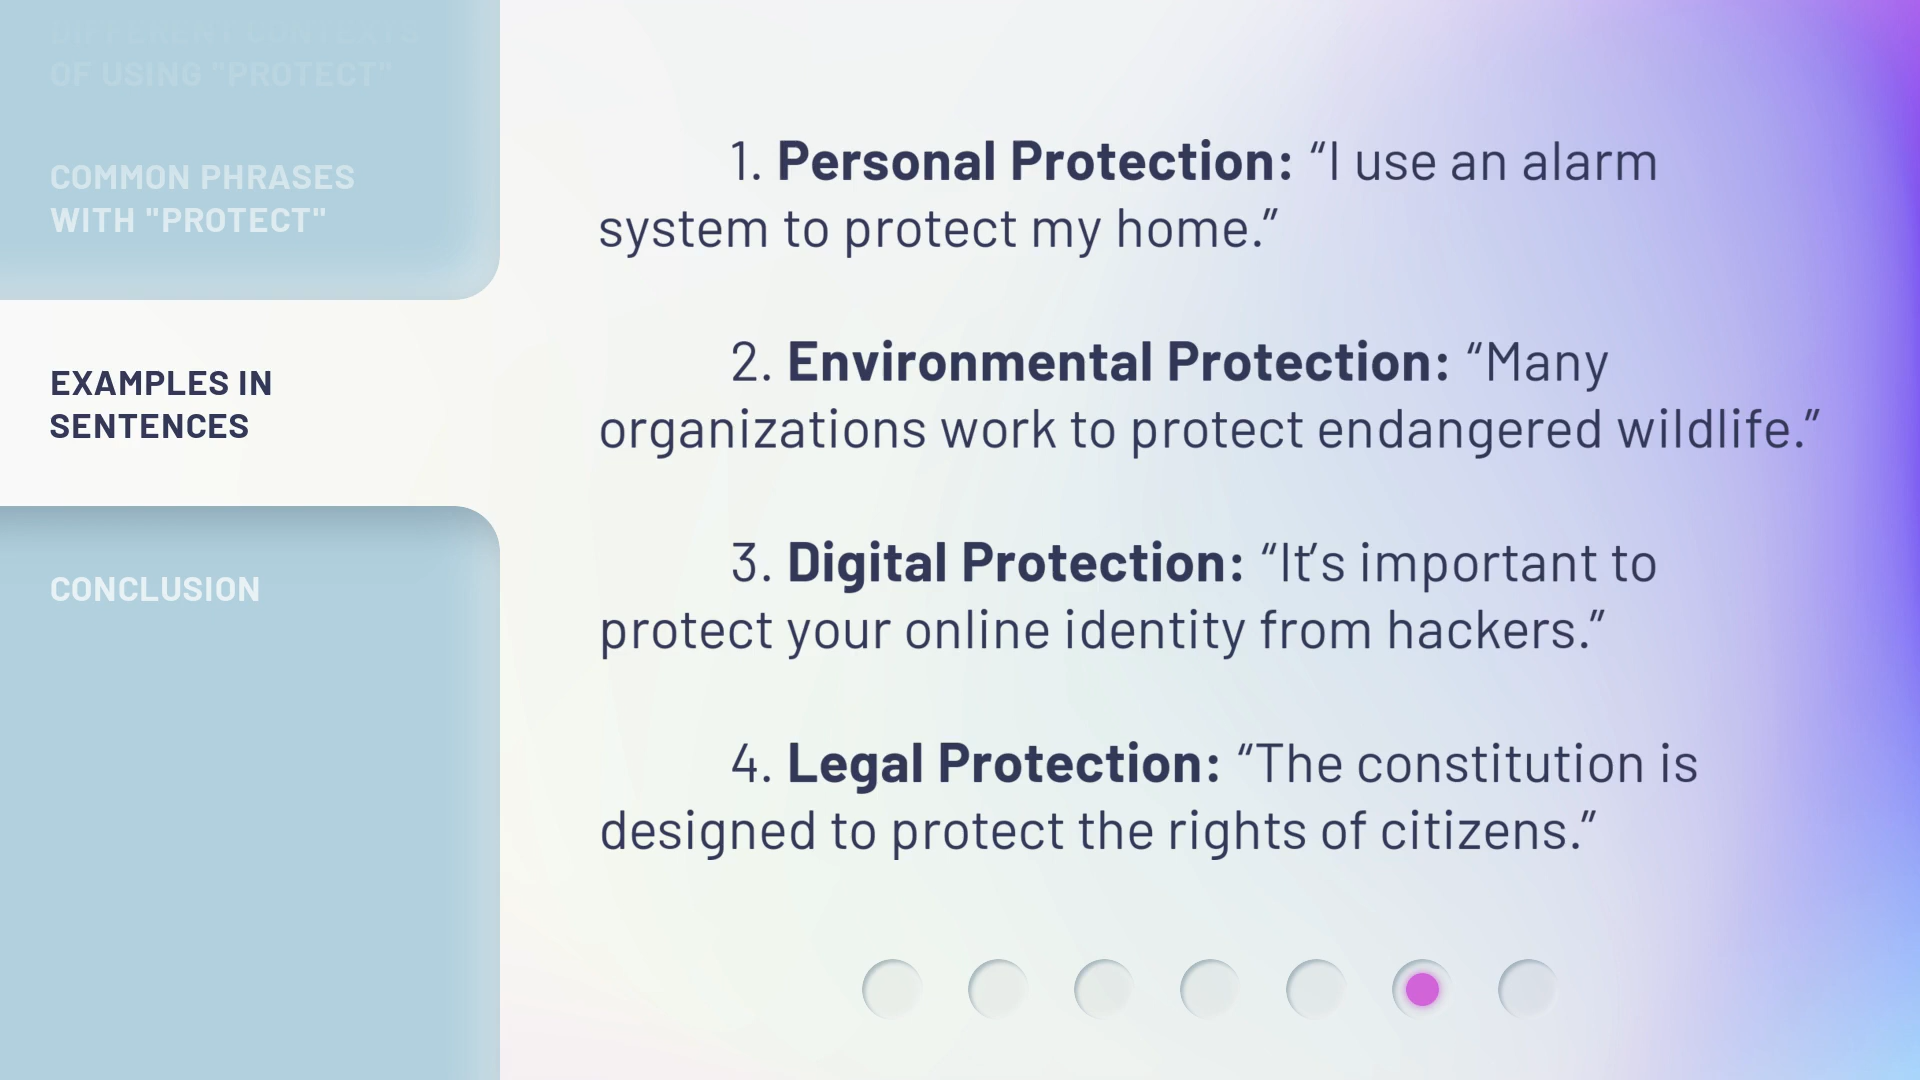 DIFFERENT CONTEXTS
OF USING "PROTECT"
COMMON PHRASES
WITH "PROTECT"
EXAMPLES IN
SENTENCES
CONCLUSION
1. Personal Protection: “I use an alarm
system to protect my home.”
2. Environmental Protection: “Many
organizations work to protect endangered wildlife.”
3. Digital Protection: “It’s important to
protect your online identity from hackers.”
4. Legal Protection: “The constitution is
designed to protect the rights of citizens.”